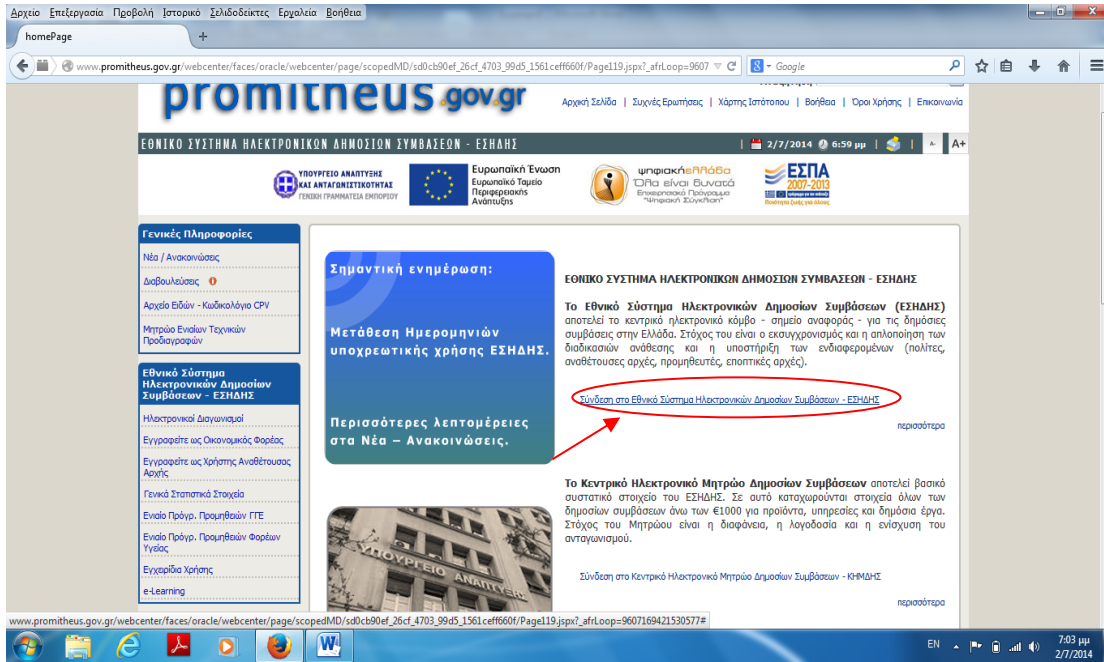 Αρχείο Επεξεργασία Προβολή Ιστορικό Σελιδοδείκτες Εργαλεία Βοήθεια
homePage
www.promitheus.gov.gr/webcenter/faces/oracle/webcenter/page/scopedMD/sd0cb90ef_26cf_4703_99d5_1561ceff660f/Page119.jspx?_afrLoop=9607
Google
promitheus.gov.gr
Αρχική Σελίδα | Συχνές Ερωτήσεις | Χάρτης Ιστότοπου | Βοήθεια | Όροι Χρήσης | Επικοινωνία
ΕΘΝΙΚΟ ΣΥΣΤΗΜΑ ΗΛΕΚΤΡΟΝΙΚΩΝ ΔΗΜΟΣΙΩΝ ΣΥΜΒΑΣΕΩΝ - ΕΣΗΔΗΣ
| 2/7/2014 6:59 μμ | | A- A+
ΥΠΟΥΡΓΕΙΟ ΑΝΑΠΤΥΞΗΣ
ΚΑΙ ΑΝΤΑΓΩΝΙΣΤΙΚΟΤΗΤΑΣ
ΓΕΝΙΚΗ ΓΡΑΜΜΑΤΕΙΑ ΕΜΠΟΡΙΟΥ
Ευρωπαϊκή Ένωση
Ευρωπαϊκό Ταμείο
Περιφερειακής
Ανάπτυξης
ψηφιακή ελλάδα
Όλα είναι δυνατά
Επιχειρησιακό Πρόγραμμα
"Ψηφιακή Σύγκλιση"
ΕΣΠΑ
2007-2013
Γενικές Πληροφορίες
Νέα / Ανακοινώσεις
Διαβουλεύσεις
Αρχείο Ειδών - Κωδικολόγιο CPV
Μητρώο Ενιαίων Τεχνικών
Προδιαγραφών
Εθνικό Σύστημα
Ηλεκτρονικών Δημοσίων
Συμβάσεων - ΕΣΗΔΗΣ
Ηλεκτρονικοί Διαγωνισμοί
Εγγραφείτε ως Οικονομικός Φορέας
Εγγραφείτε ως Χρήστης Αναθέτουσας
Αρχής
Γενικά Στατιστικά Στοιχεία
Ενιαίο Πρόγρ. Προμηθειών ΓΓΕ
Ενιαίο Πρόγρ. Προμηθειών Φορέων
Υγείας
Εγχειρίδια Χρήσης
e-Learning
Σημαντική ενημέρωση:
Μετάθεση Ημερομηνιών
υποχρεωτικής χρήσης ΕΣΗΔΗΣ.
Περισσότερες λεπτομέρειες
στα Νέα – Ανακοινώσεις.
ΥΠΟΥΡΓΕΙΟ ΑΝΑΠΤΥΞ
ΕΘΝΙΚΟ ΣΥΣΤΗΜΑ ΗΛΕΚΤΡΟΝΙΚΩΝ ΔΗΜΟΣΙΩΝ ΣΥΜΒΑΣΕΩΝ - ΕΣΗΔΗΣ
Το Εθνικό Σύστημα Ηλεκτρονικών Δημοσίων Συμβάσεων (ΕΣΗΔΗΣ)
αποτελεί το κεντρικό ηλεκτρονικό κόμβο - σημείο αναφοράς - για τις δημόσιες
συμβάσεις στην Ελλάδα. Στόχος του είναι ο εκσυγχρονισμός και η απλοποίηση των
διαδικασιών ανάθεσης και η υποστήριξη των ενδιαφερομένων (πολίτες,
αναθέτουσες αρχές, προμηθευτές, εποπτικές αρχές).
Σύνδεση στο Εθνικό Σύστημα Ηλεκτρονικών Δημοσίων Συμβάσεων - ΕΣΗΔΗΣ
περισσότερα
Το Κεντρικό Ηλεκτρονικό Μητρώο Δημοσίων Συμβάσεων αποτελεί βασικό
συστατικό στοιχείο του ΕΣΗΔΗΣ. Σε αυτό καταχωρούνται στοιχεία όλων των
δημοσίων συμβάσεων άνω των €1000 για προϊόντα, υπηρεσίες και δημόσια έργα.
Στόχος του Μητρώου είναι η διαφάνεια, η λογοδοσία και η ενίσχυση του
ανταγωνισμού.
Σύνδεση στο Κεντρικό Ηλεκτρονικό Μητρώο Δημοσίων Συμβάσεων - ΚΗΜΔΗΣ
περισσότερα
www.promitheus.gov.gr/webcenter/faces/oracle/webcenter/page/scopedMD/sd0cb90ef_26cf_4703_99d5_1561ceff660f/Page119.jspx?_afrLoop=9607169421530577#
EN
7:03 μμ
2/7/2014